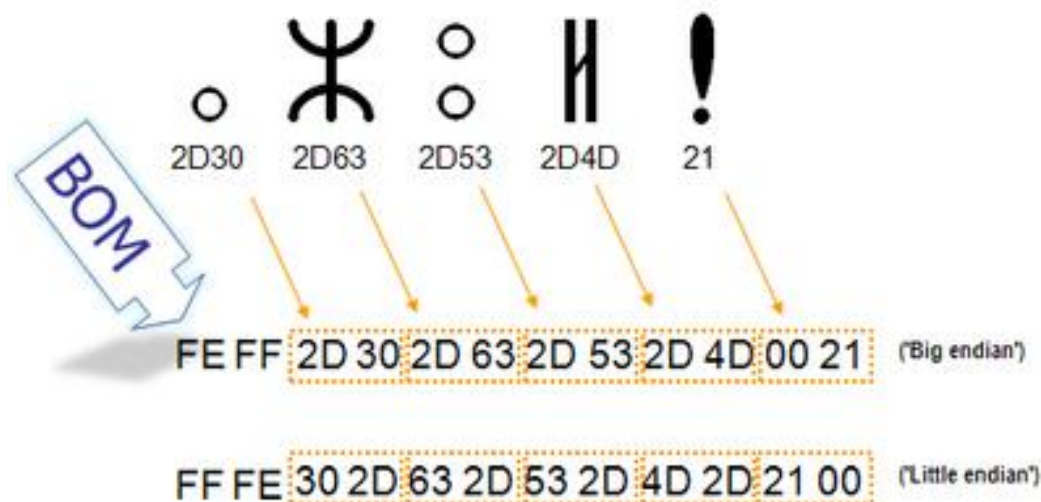 ⴰⵣⵓⵍ!
2D30 2D63 2D53 2D4D 21
BOM
FE FF 2D 30 2D 63 2D 53 2D 4D 00 21 ('Big endian')
FF FE 30 2D 63 2D 53 2D 4D 2D 21 00 ('Little endian')